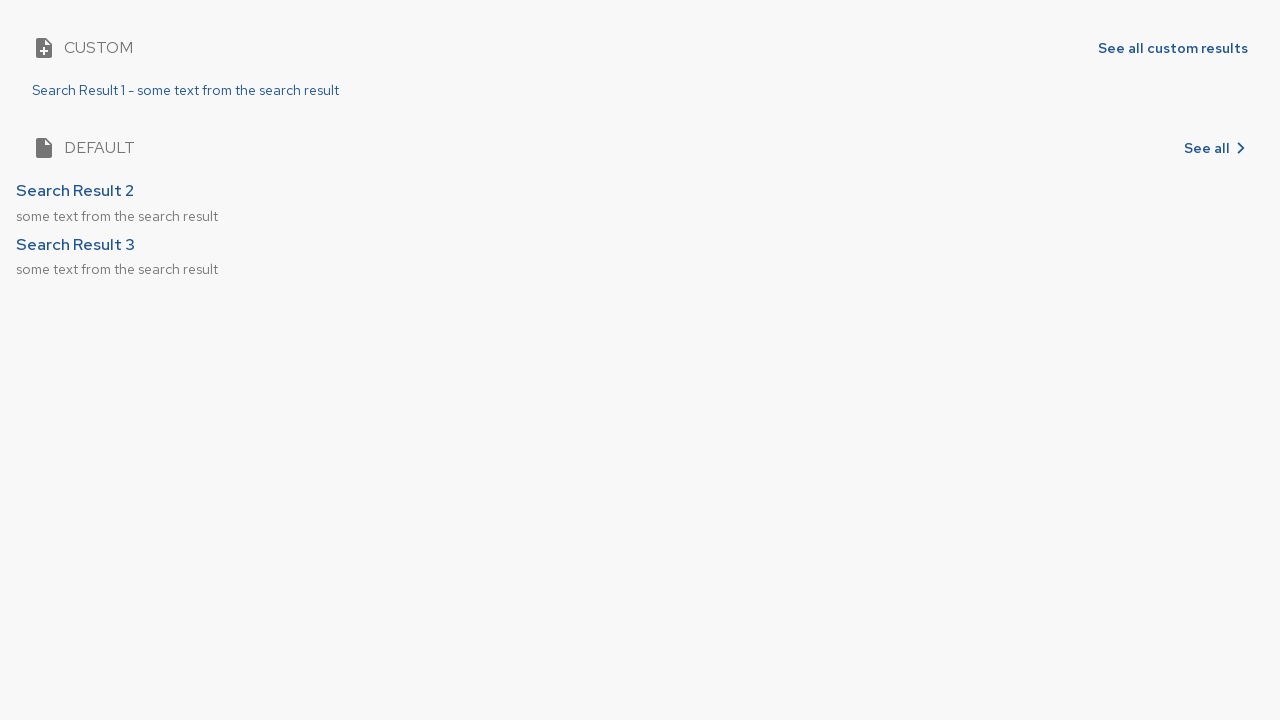 CUSTOM
See all custom results
Search Result 1 - some text from the search result
DEFAULT
See all
Search Result 2
some text from the search result
Search Result 3
some text from the search result